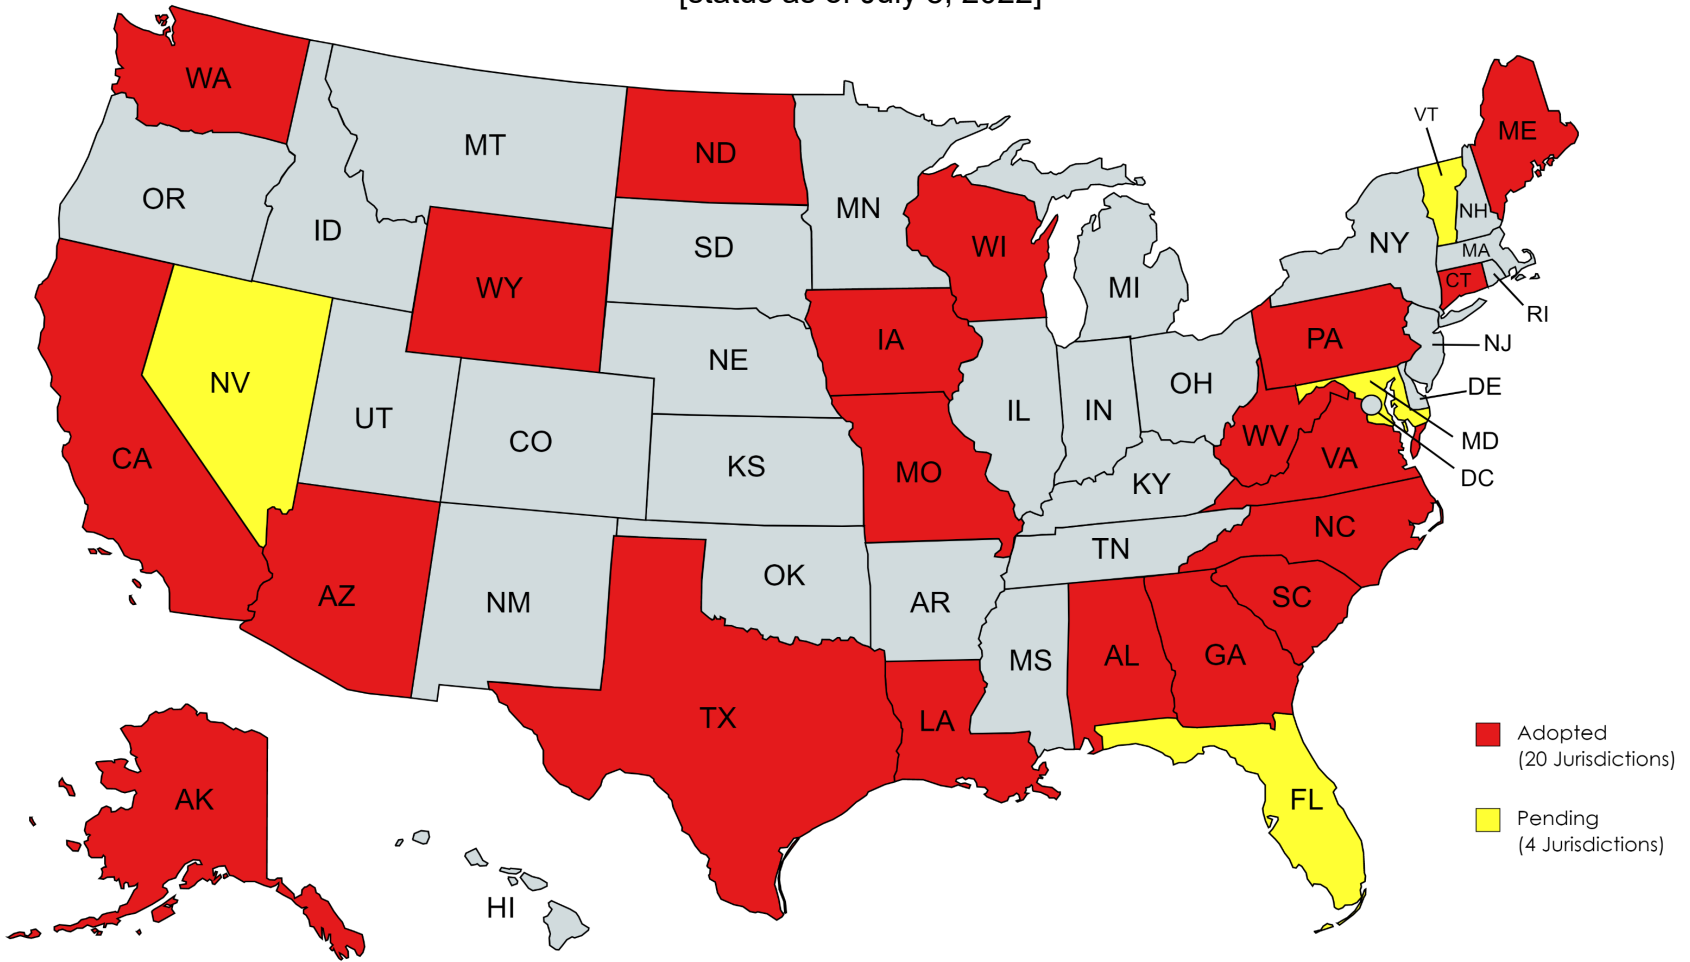 WA
MT
ND
VT
ME
OR
ID
MN
NH
SD
WI
NY
MA
WY
MI
CT
RI
IA
PA
NJ
NE
NV
OH
DE
UT
IL
IN
CO
WV
MD
CA
KS
MO
VA
KY
DC
NC
TN
OK
AZ
NM
AR
SC
MS
AL
GA
TX
LA
Adopted
(20 Jurisdictions)
AK
FL
Pending
(4 Jurisdictions)
HI